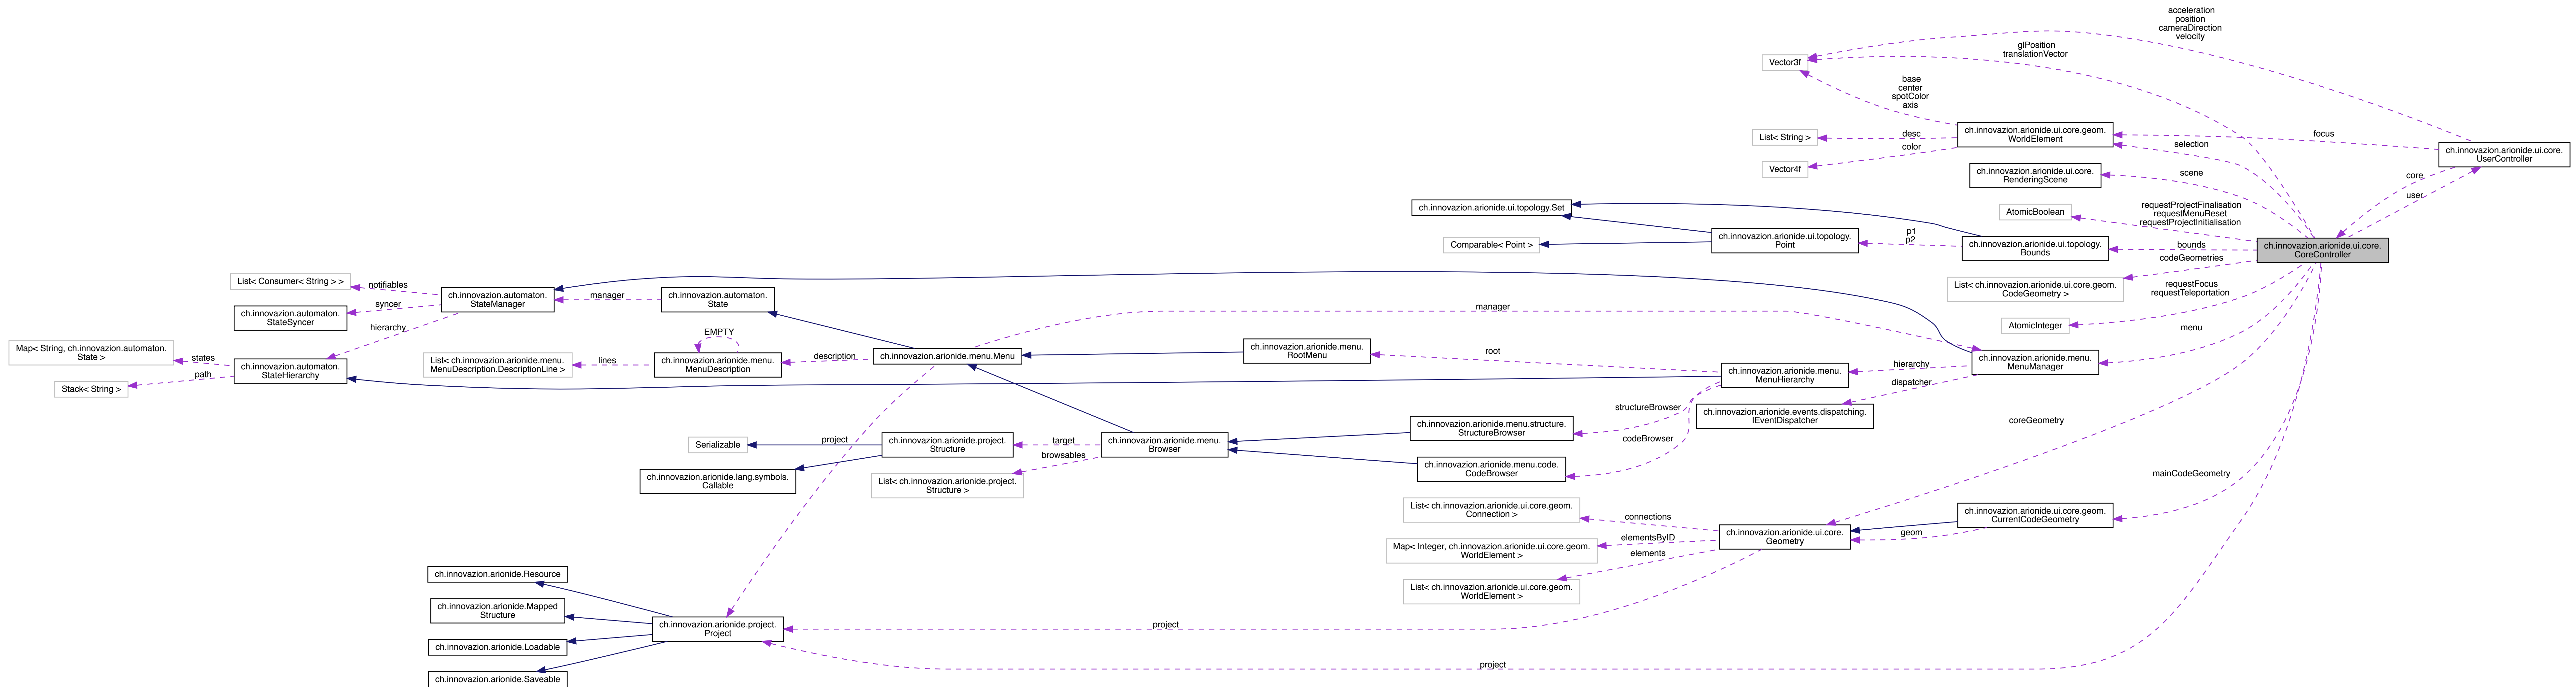 acceleration
position
cameraDirection
velocity
glPosition
translationVector
Vector3f
base
center
spotColor
axis
List< String >
desc
ch.innovazion.arionide.ui.core.geom.
WorldElement
focus
color
selection
ch.innovazion.arionide.ui.core.
UserController
Vector4f
ch.innovazion.arionide.ui.core.
RenderingScene
scene
core
user
ch.innovazion.arionide.ui.topology.Set
AtomicBoolean
requestProjectFinalisation
requestMenuReset
requestProjectInitialisation
Comparable< Point >
ch.innovazion.arionide.ui.topology.
Point
p1
p2
ch.innovazion.arionide.ui.topology.
Bounds
bounds
ch.innovazion.arionide.ui.core.
CoreController
codeGeometries
List< ch.innovazion.arionide.ui.core.geom.
CodeGeometry >
requestFocus
requestTeleportation
AtomicInteger
menu
List< Consumer< String > >
notifiables
ch.innovazion.automaton.
StateManager
manager
ch.innovazion.automaton.
State
syncer
ch.innovazion.automaton.
StateSyncer
hierarchy
manager
EMPTY
Map< String, ch.innovazion.automaton.
State >
states
ch.innovazion.automaton.
StateHierarchy
path
Stack< String >
List< ch.innovazion.arionide.menu.
MenuDescription.DescriptionLine >
lines
ch.innovazion.arionide.menu.
MenuDescription
description
ch.innovazion.arionide.menu.Menu
ch.innovazion.arionide.menu.
RootMenu
root
ch.innovazion.arionide.menu.
MenuHierarchy
hierarchy
ch.innovazion.arionide.menu.
MenuManager
dispatcher
ch.innovazion.arionide.events.dispatching.
IEventDispatcher
structureBrowser
ch.innovazion.arionide.menu.structure.
StructureBrowser
coreGeometry
codeBrowser
ch.innovazion.arionide.menu.code.
CodeBrowser
Serializable
project
ch.innovazion.arionide.project.
Structure
target
ch.innovazion.arionide.menu.
Browser
browsables
ch.innovazion.arionide.lang.symbols.
Callable
List< ch.innovazion.arionide.project.
Structure >
mainCodeGeometry
List< ch.innovazion.arionide.ui.core.geom.
Connection >
connections
ch.innovazion.arionide.ui.core.geom.
CurrentCodeGeometry
geom
ch.innovazion.arionide.ui.core.
Geometry
elementsByID
Map< Integer, ch.innovazion.arionide.ui.core.geom.
WorldElement >
elements
List< ch.innovazion.arionide.ui.core.geom.
WorldElement >
ch.innovazion.arionide.Resource
ch.innovazion.arionide.Mapped
Structure
ch.innovazion.arionide.project.
Project
project
ch.innovazion.arionide.Loadable
project
ch.innovazion.arionide.Saveable